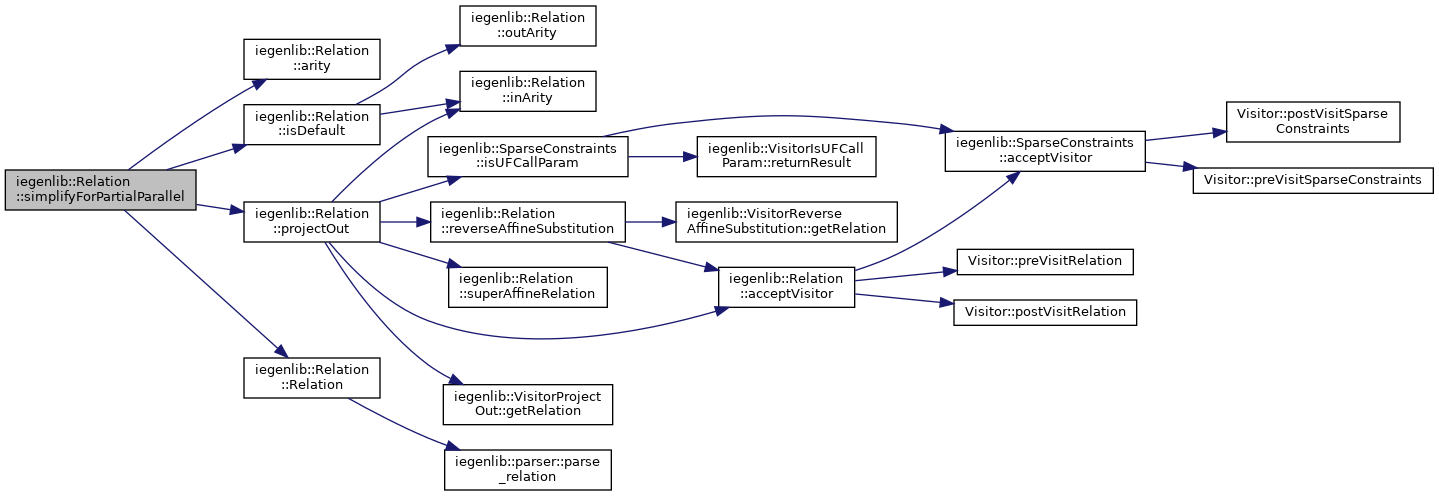 iegenlib::Relation
::simplifyForPartialParallel
iegenlib::Relation
::arity
iegenlib::Relation
::isDefault
iegenlib::Relation
::projectOut
iegenlib::Relation
::Relation
iegenlib::Relation
::outArity
iegenlib::Relation
::inArity
iegenlib::SparseConstraints
::isUFCallParam
iegenlib::Relation
::reverseAffineSubstitution
iegenlib::Relation
::superAffineRelation
iegenlib::VisitorProject
Out::getRelation
iegenlib::parser::parse
_relation
iegenlib::VisitorIsUFCall
Param::returnResult
iegenlib::VisitorReverse
AffineSubstitution::getRelation
iegenlib::Relation
::acceptVisitor
iegenlib::SparseConstraints
::acceptVisitor
Visitor::preVisitRelation
Visitor::postVisitRelation
Visitor::postVisitSparse
Constraints
Visitor::preVisitSparseConstraints